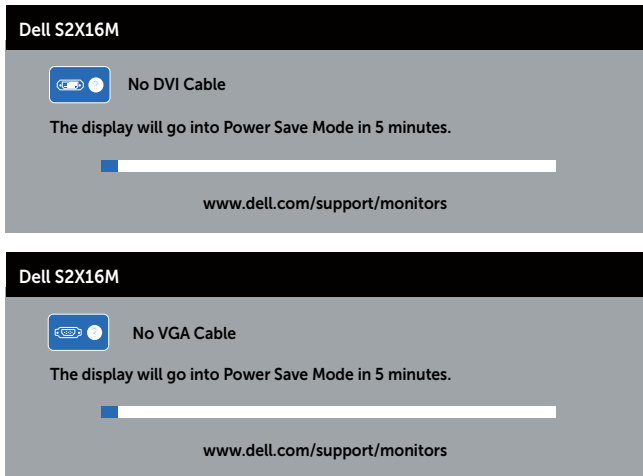 Dell S2X16M
No DVI Cable
The display will go into Power Save Mode in 5 minutes.
www.dell.com/support/monitors
Dell S2X16M
No VGA Cable
The display will go into Power Save Mode in 5 minutes.
www.dell.com/support/monitors